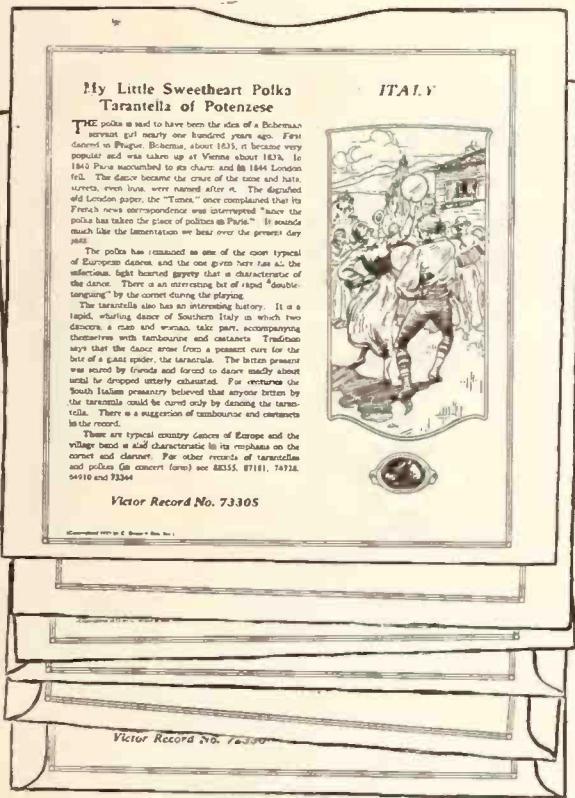 My Little Sweetheart Polka
Tarantella of Potenzese
ITALY
THE polka is said to have been the idea of a Bohemian
servant girl nearly one hundred years ago. First
danced in Prague, Bohemia, about 1835, it became very
popular and was taken up at Vienna about 1839. In
1840 Paris succumbed to its charm and in 1844 London
fell. The dance became the craze of the time and hats,
streets, even buns, were named after it. The dignified
old London paper, the "Times," once complained that its
French news correspondence was interrupted "since the
polka has taken the place of politics in Paris." It sounds
much like the lamentation we hear over the present day
jazz.
The polka has remained as one of the most typical
of European dances, and the one given here has all the
infectious, light hearted gayety that is characteristic of
the dance. There is an interesting bit of rapid "double-
tonguing" by the cornet during the playing.
The tarantella also has an interesting history. It is a
rapid, whirling dance of Southern Italy in which two
dancers, a man and woman, take part, accompanying
themselves with tambourine and castanets. Tradition
says that the dance arose from a peasant cure for the
bite of a giant spider, the tarantula. The bitten peasant
was seized by friends and forced to dance madly about
until he dropped utterly exhausted. For centuries the
South Italian peasantry believed that anyone bitten by
the tarantula could be cured only by dancing the taran-
tella. There is a suggestion of tambourine and castanets
in the record.
These are typical country dances of Europe and the
village band is also characteristic in its emphasis on the
cornet and clarinet. For other records of tarantellas
and polkas (in concert form) see 88355, 87181, 74928,
64910 and 73344
Victor Record No. 73305
Victor Record No.